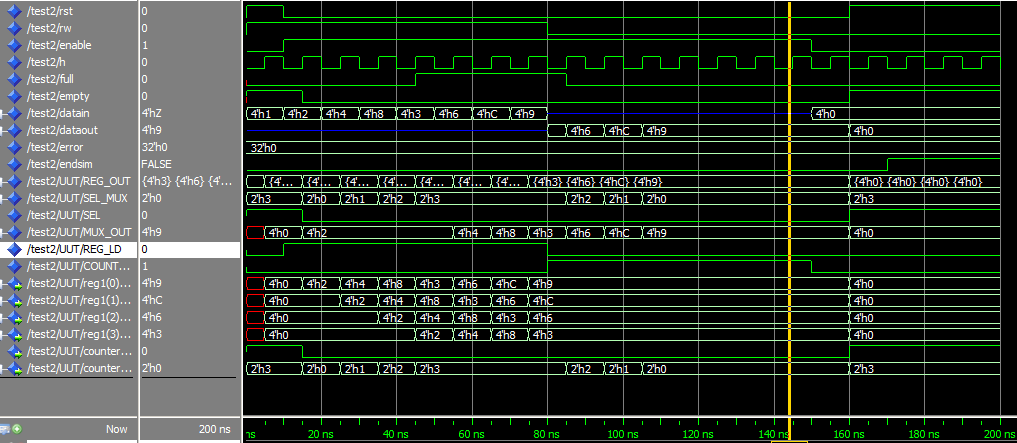 /test2/rst 0
/test2/rw 0
/test2/enable 1
/test2/h 0
/test2/full 0
/test2/empty 0
/test2/datain 4'hZ 4'h1 4'h2 4'h4 4'h8 4'h3 4'h6 4'hC 4'h9 4'h0
/test2/dataout 4'h9 4'h6 4'hC 4'h9 4'h0
/test2/error 32'h0 32'h0
/test2/endsim FALSE
/test2/UUT/REG_OUT {4'h3} {4'h6} {4'... {4'... {4'... {4'... {4'... {4'... {4'... {4'... {4'h3} {4'h6} {4'hC} {4'h9} {4'h0} {4'h0} {4'h0} {4'h0}
/test2/UUT/SEL_MUX 2'h0 2'h3 2'h0 2'h1 2'h2 2'h3 2'h2 2'h1 2'h0 2'h3
/test2/UUT/SEL 0
/test2/UUT/MUX_OUT 4'h9 4'h0 4'h2 4'h4 4'h8 4'h3 4'h6 4'hC 4'h9 4'h0
/test2/UUT/REG_LD 0
/test2/UUT/COUNT... 1
/test2/UUT/reg1(0)... 4'h9 4'h0 4'h2 4'h4 4'h8 4'h3 4'h6 4'hC 4'h9 4'h0
/test2/UUT/reg1(1)... 4'hC 4'h0 4'h2 4'h4 4'h8 4'h3 4'h6 4'hC 4'h0
/test2/UUT/reg1(2)... 4'h6 4'h0 4'h2 4'h4 4'h8 4'h3 4'h6 4'h0
/test2/UUT/reg1(3)... 4'h3 4'h0 4'h2 4'h4 4'h8 4'h3 4'h0
/test2/UUT/counter... 0
/test2/UUT/counter... 2'h0 2'h3 2'h0 2'h1 2'h2 2'h3 2'h2 2'h1 2'h0 2'h3
Now 200 ns ns 20 ns 40 ns 60 ns 80 ns 100 ns 120 ns 140 ns 160 ns 180 ns 200 ns